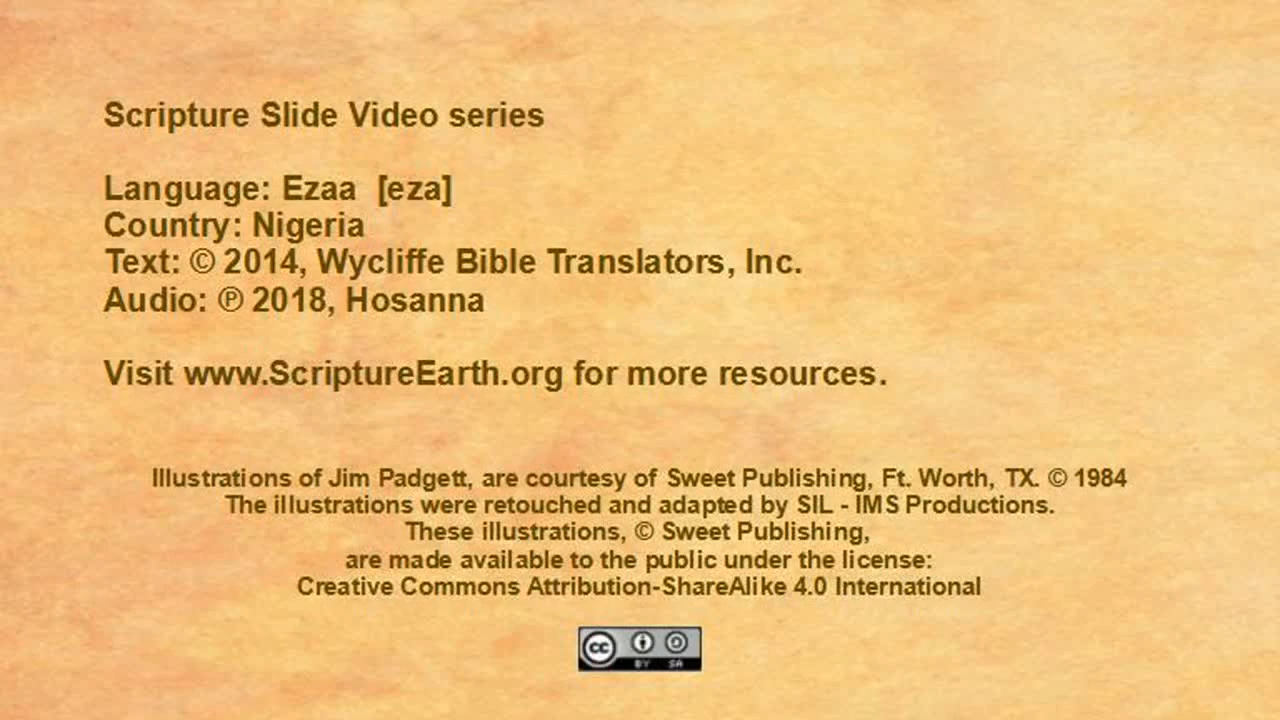 Scripture Slide Video series
Language: Ezaa [eza]
Country: Nigeria
Text: © 2014, Wycliffe Bible Translators, Inc.
Audio: ℗ 2018, Hosanna
Visit www.ScriptureEarth.org for more resources.
Illustrations of Jim Padgett, are courtesy of Sweet Publishing, Ft. Worth, TX. © 1984
The illustrations were retouched and adapted by SIL - IMS Productions.
These illustrations, © Sweet Publishing,
are made available to the public under the license:
Creative Commons Attribution-ShareAlike 4.0 International
cc BY SA